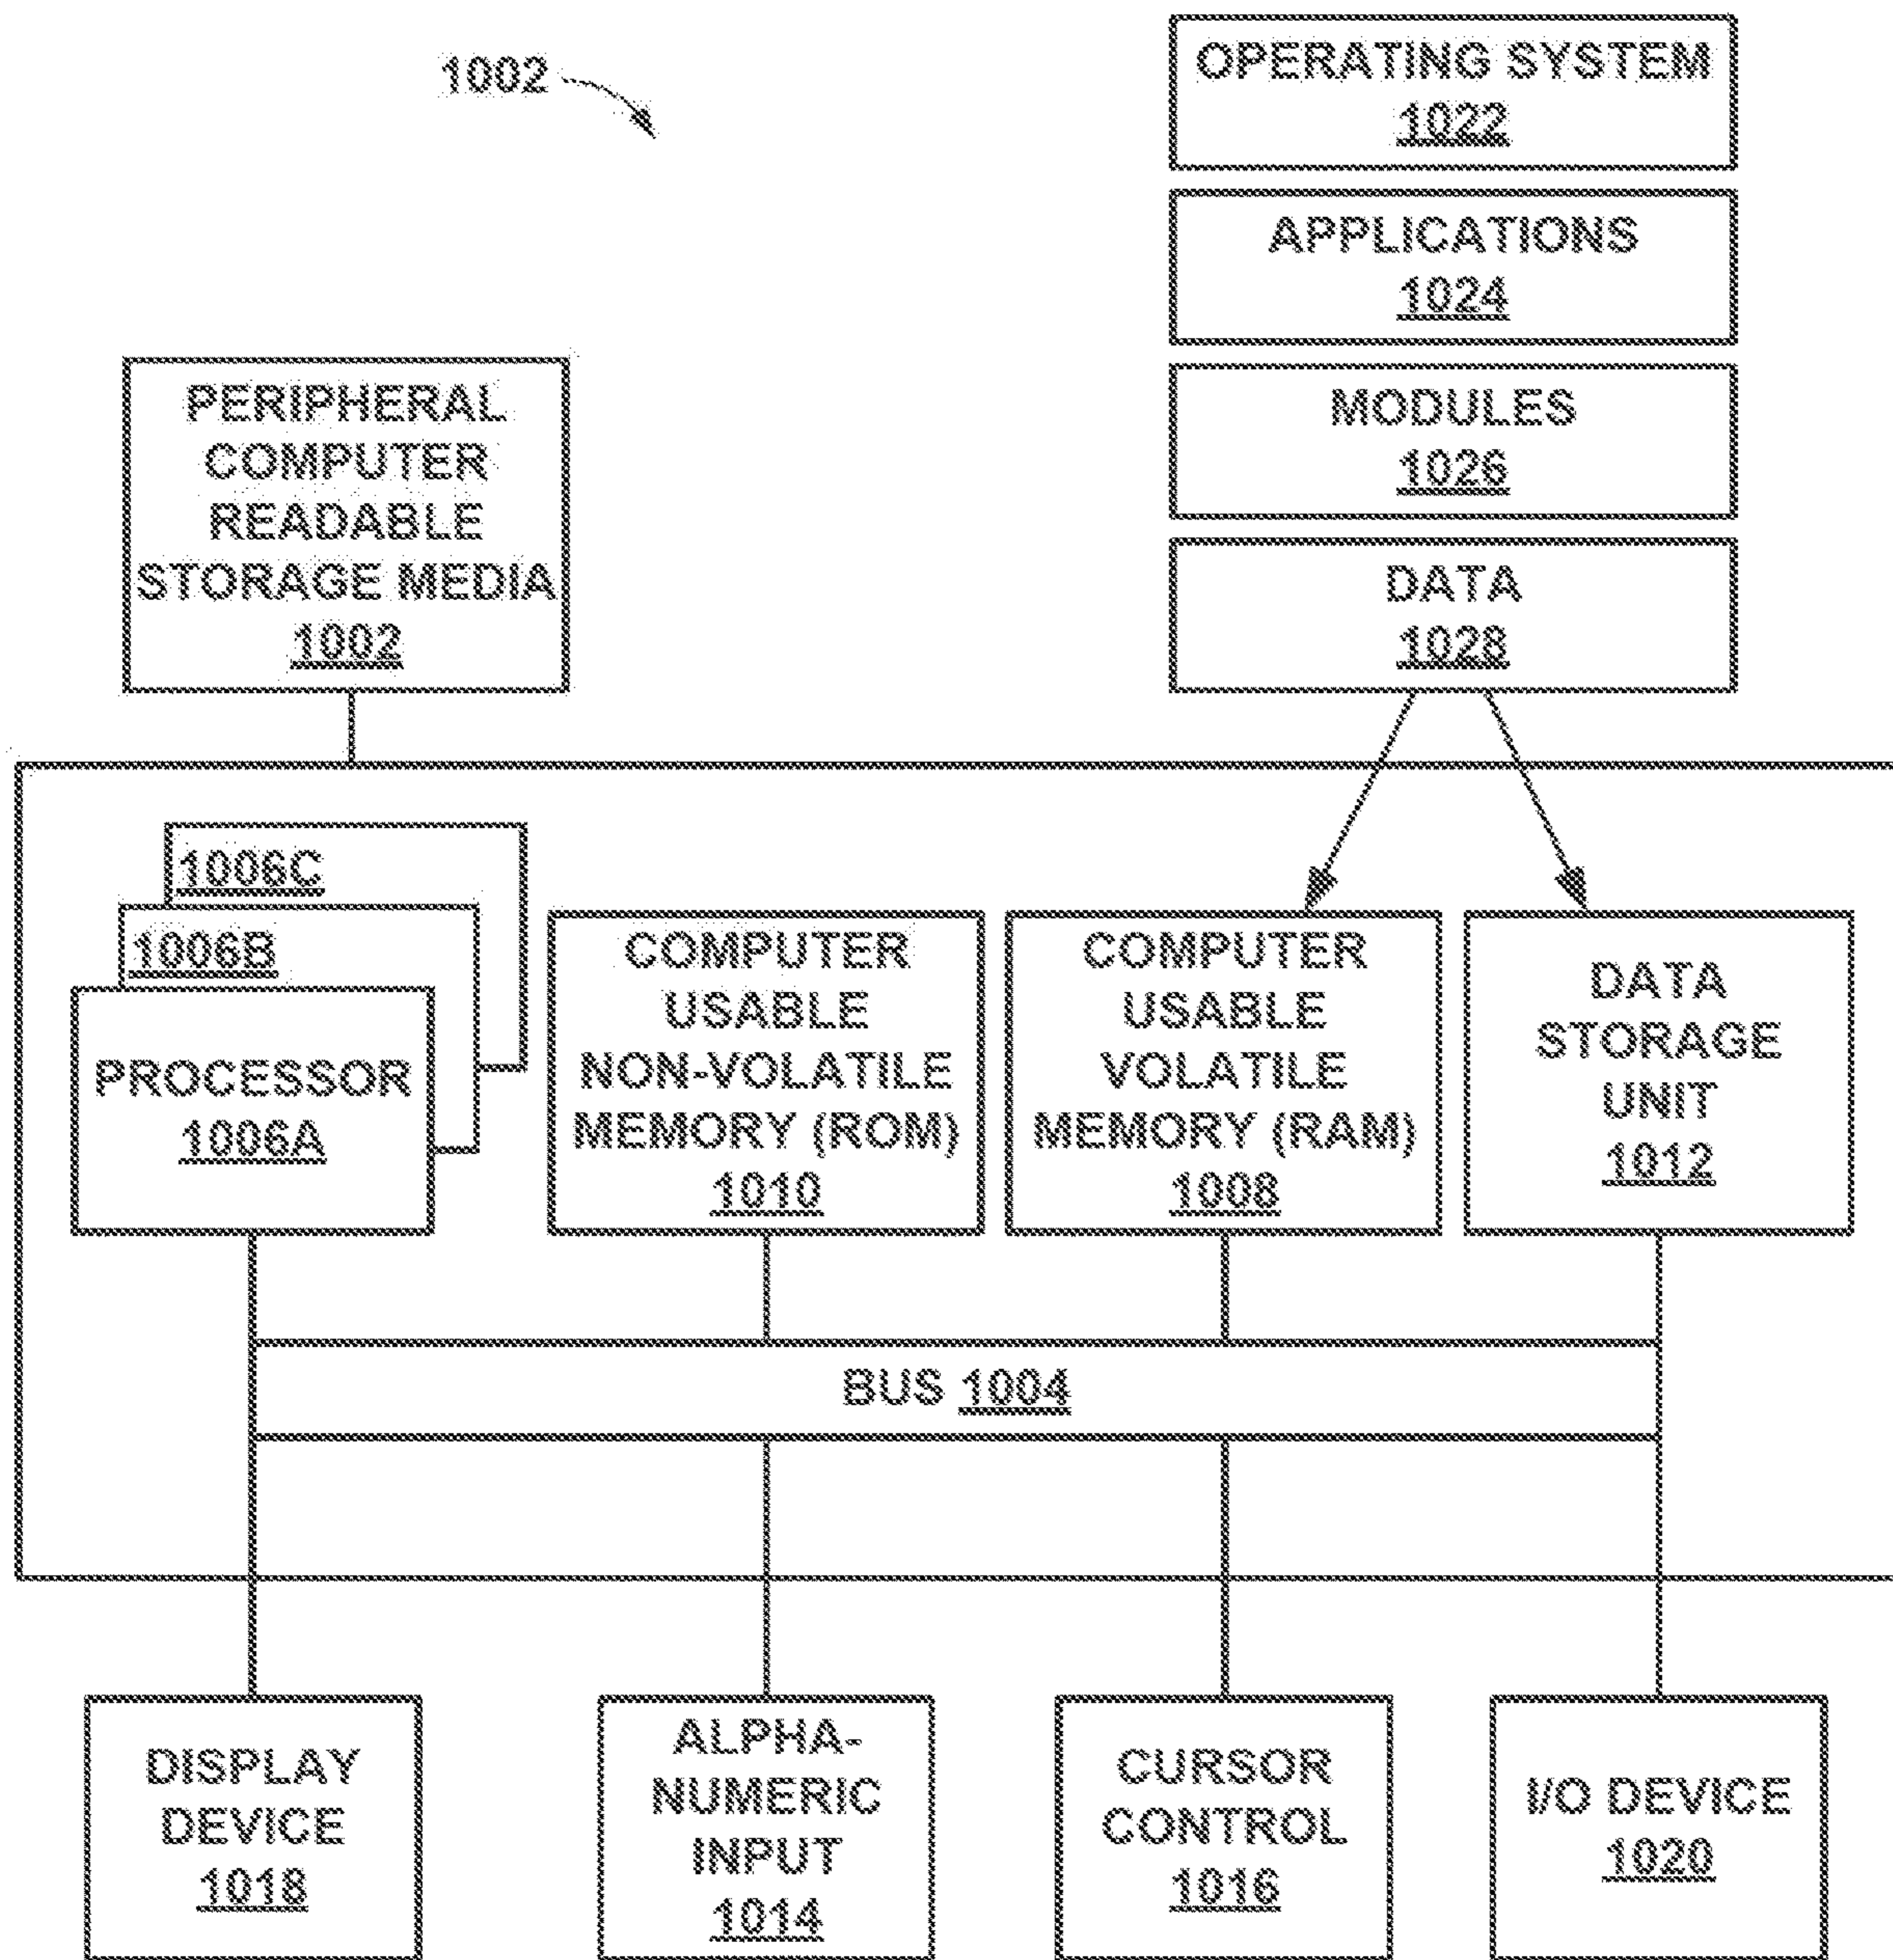 1002
OPERATING SYSTEM
1022
APPLICATIONS
1024
MODULES
1026
DATA
1028
PERIPHERAL
COMPUTER
READABLE
STORAGE MEDIA
1002
1006C
1006B
PROCESSOR
1006A
COMPUTER
USABLE
NON-VOLATILE
MEMORY (ROM)
1010
COMPUTER
USABLE
VOLATILE
MEMORY (RAM)
1008
DATA
STORAGE
UNIT
1012
BUS 1004
DISPLAY
DEVICE
1018
ALPHA-
NUMERIC
INPUT
1014
CURSOR
CONTROL
1016
I/O DEVICE
1020